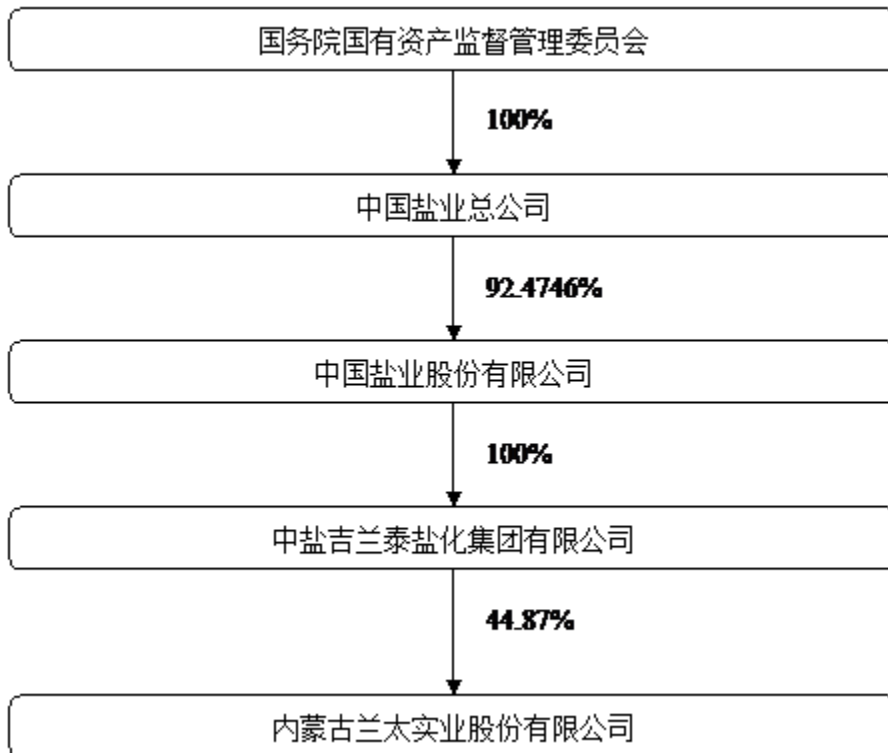 国务院国有资产监督管理委员会
100%
中国盐业总公司
92.4746%
中国盐业股份有限公司
100%
中盐吉兰泰盐化集团有限公司
44.87%
内蒙古兰太实业股份有限公司